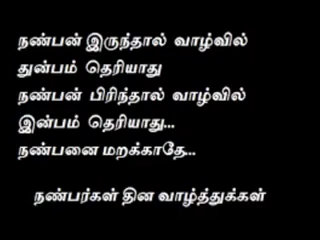 நண்பன் இருந்தால் வாழ்வில்
துன்பம் தெரியாது
நண்பன் பிரிந்தால் வாழ்வில்
இன்பம் தெரியாது...
நண்பனை மறக்காதே...
நண்பர்கள் தின வாழ்த்துக்கள்